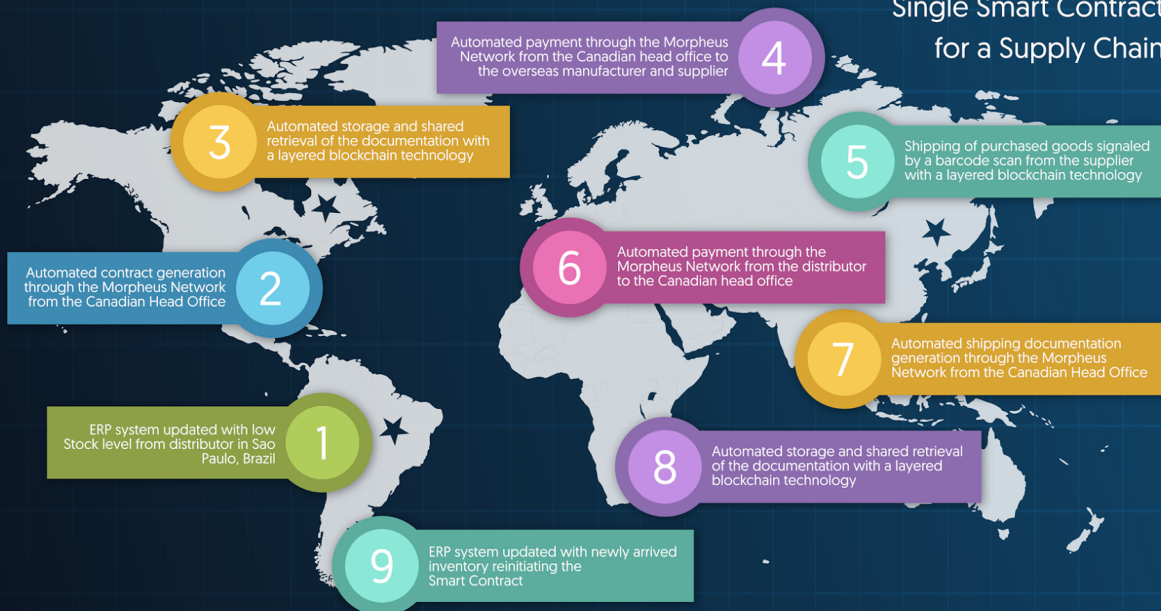 Single Smart Contract
for a Supply Chain
4
Automated payment through the Morpheus
Network from the Canadian head office to
the overseas manufacturer and supplier
3
Automated storage and shared
retrieval of the documentation with
a layered blockchain technology
5
Shipping of purchased goods signaled
by a barcode scan from the supplier
with a layered blockchain technology
2
Automated contract generation
through the Morpheus Network
from the Canadian Head Office
6
Automated payment through the
Morpheus Network from the distributor
to the Canadian head office
7
Automated shipping documentation
generation through the Morpheus
Network from the Canadian Head Office
1
ERP system updated with low
Stock level from distributor in Sao
Paulo, Brazil
8
Automated storage and shared retrieval
of the documentation with a layered
blockchain technology
9
ERP system updated with newly arrived
inventory reinitiating the
Smart Contract